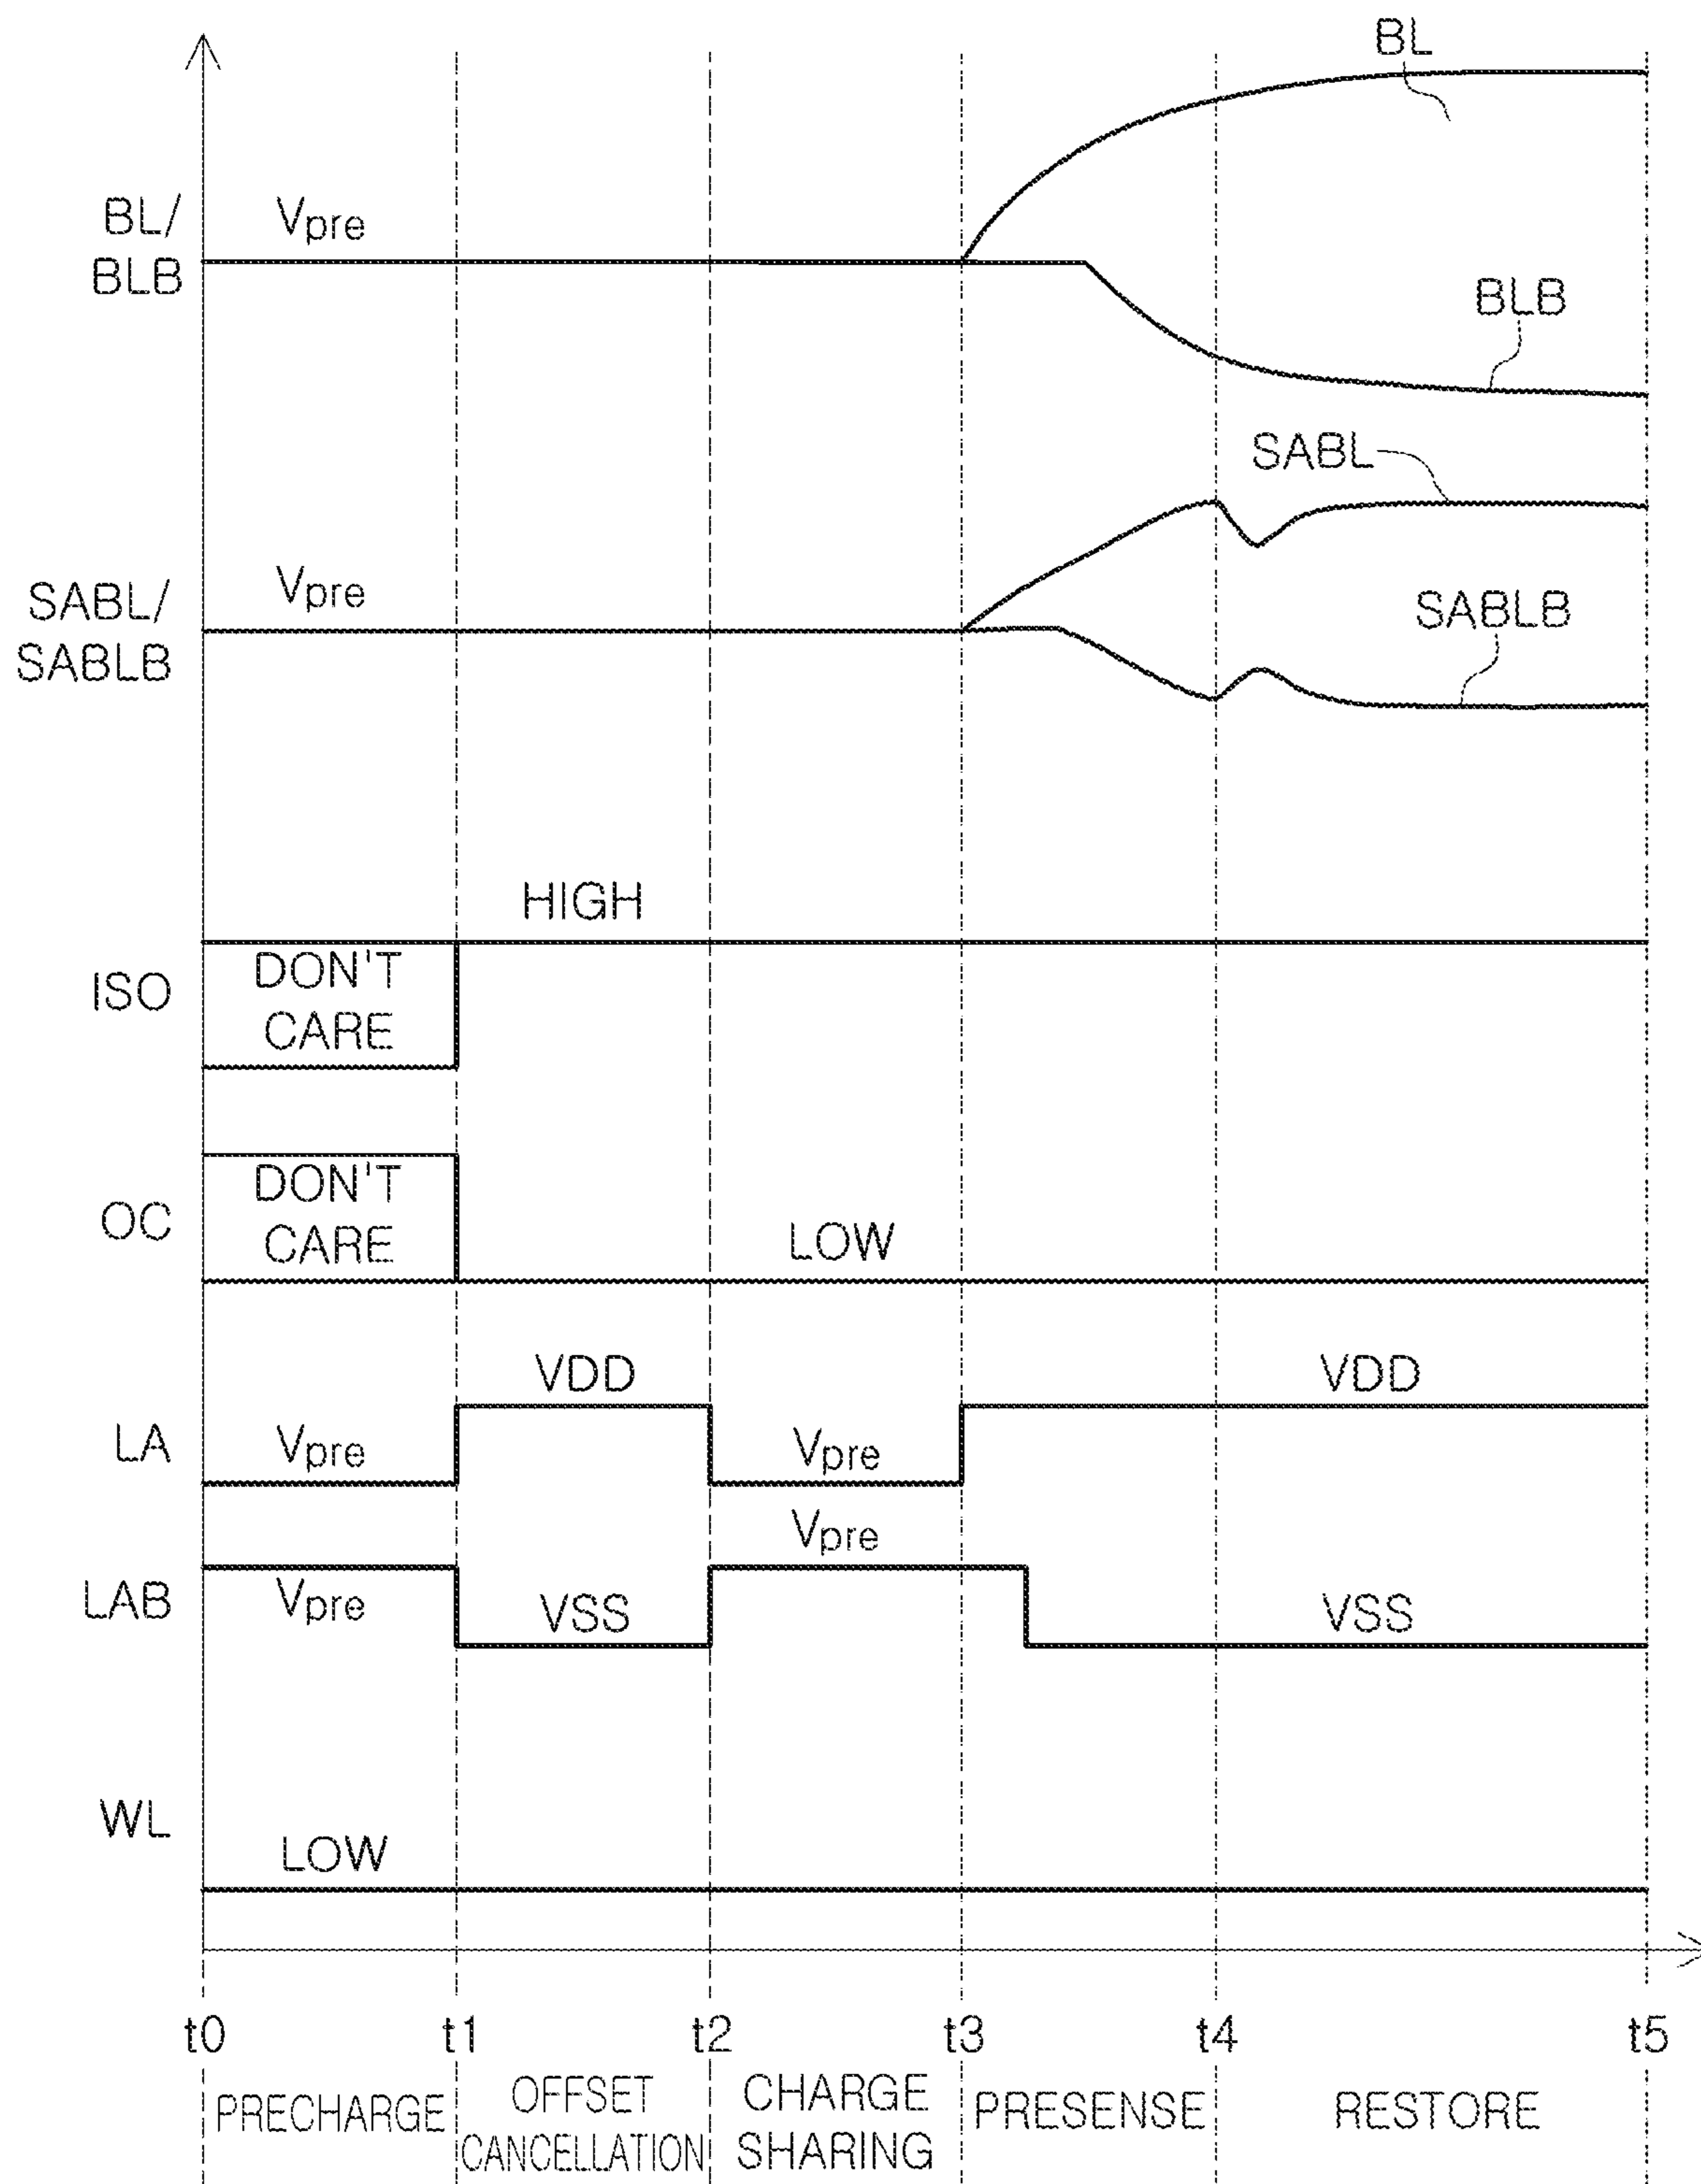 BL
BL/
BLB
Vpre
BLB
SABL
SABL/
SABLB
Vpre
SABLB
HIGH
ISO
DON'T
CARE
OC
DON'T
CARE
LOW
VDD
VDD
LA
Vpre
Vpre
Vpre
LAB
Vpre
VSS
VSS
WL
LOW
t0
t1
t2
t3
t4
t5
PRECHARGE
OFFSET
CANCELLATION
CHARGE
SHARING
PRESENSE
RESTORE